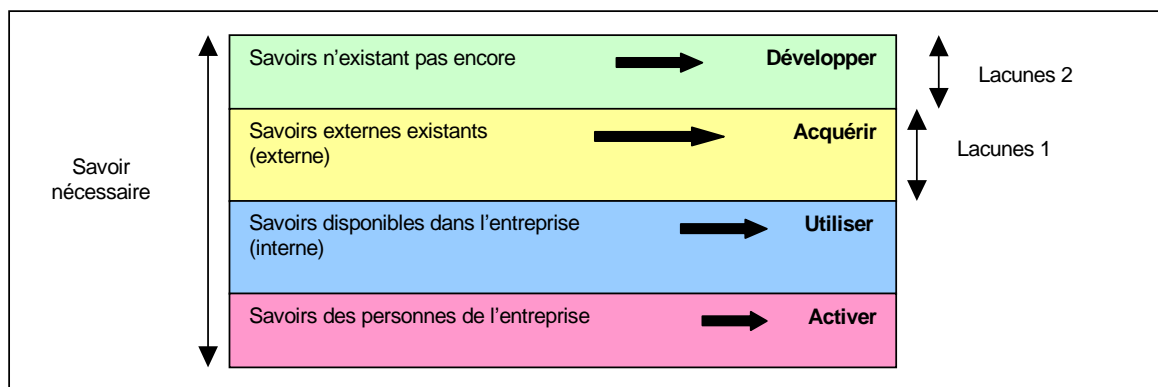 Savoirs n’existant pas encore
Développer
Lacunes 2
Savoirs externes existants
(externe)
Acquérir
Lacunes 1
Savoir
nécessaire
Savoirs disponibles dans l’entreprise
(interne)
Utiliser
Savoirs des personnes de l’entreprise
Activer